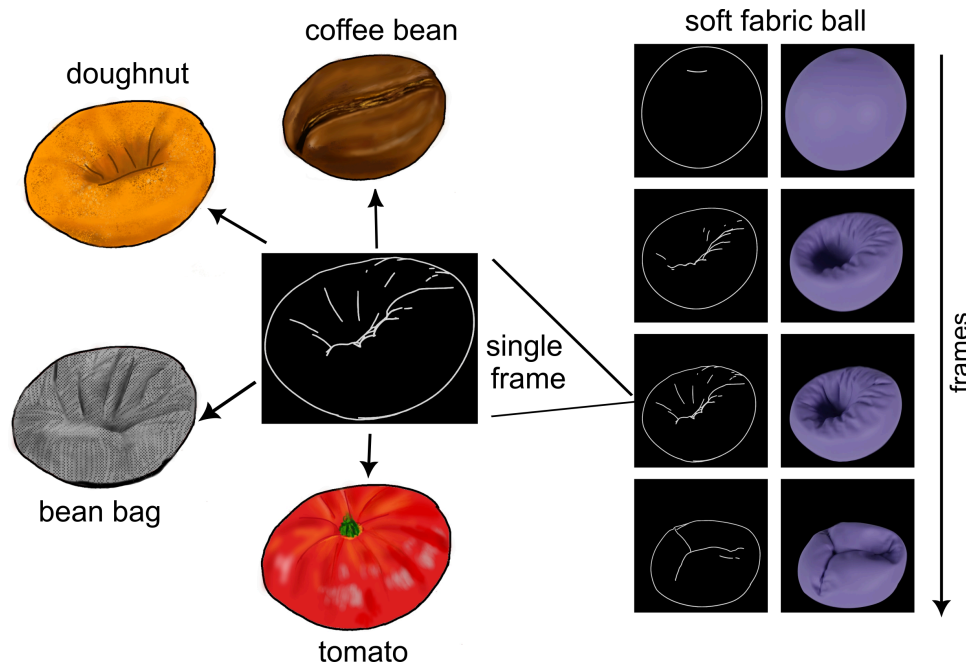 coffee bean
soft fabric ball
doughnut
single
frame
frames
bean bag
tomato